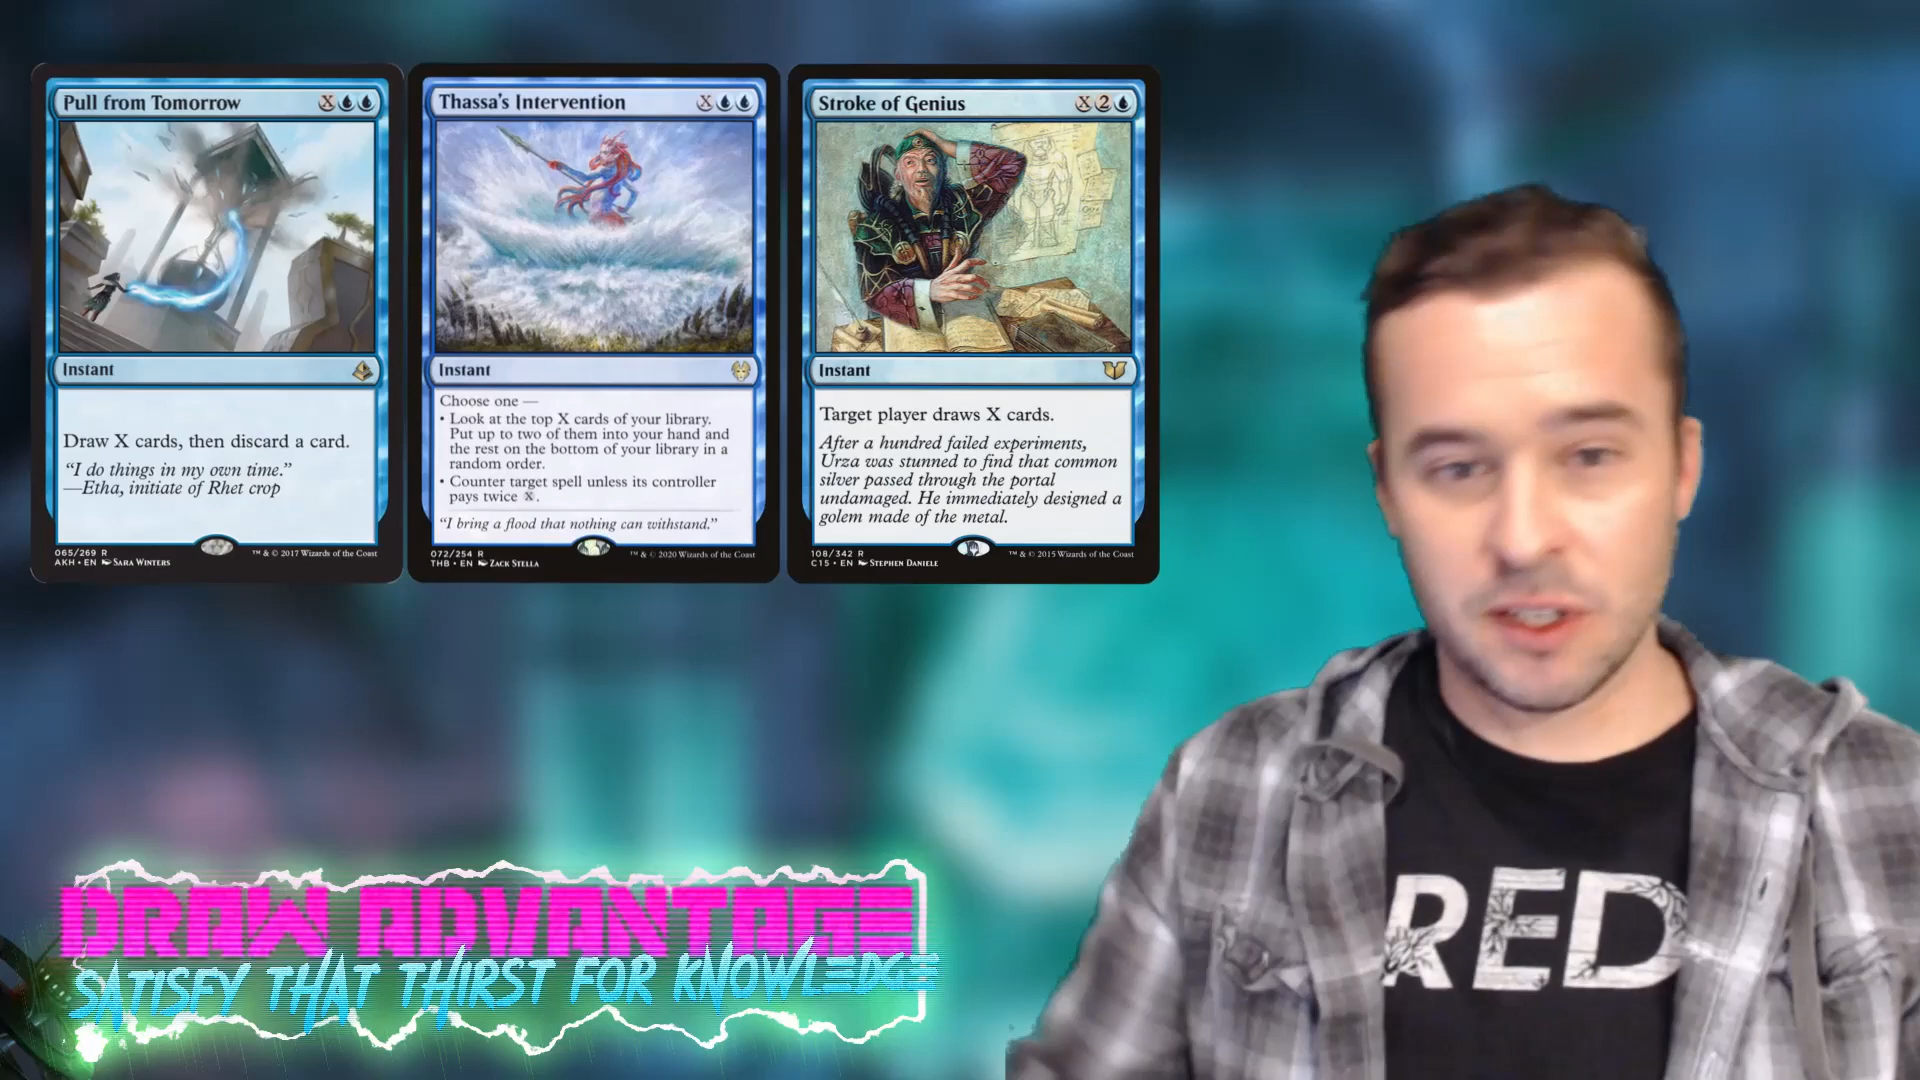 Pull from Tomorrow X
Instant
Draw X cards, then discard a card.
“I do things in my own time.”
—Etha, initiate of Rhet crop
065/269 R
AKH • EN SARA WINTERS
™ & © 2017 Wizards of the Coast
Thassa's Intervention X
Instant
Choose one —
• Look at the top X cards of your library.
Put up to two of them into your hand and
the rest on the bottom of your library in a
random order.
• Counter target spell unless its controller
pays twice X.
“I bring a flood that nothing can withstand.”
072/254 R
THB • EN ZACK STELLA
™ & © 2020 Wizards of the Coast
Stroke of Genius X2
Instant
Target player draws X cards.
After a hundred failed experiments,
Urza was stunned to find that common
silver passed through the portal
undamaged. He immediately designed a
golem made of the metal.
108/342 R
C15 • EN STEPHEN DANIELE
™ & © 2015 Wizards of the Coast
RED
DRAW ADVANTAGE
SATISFY THAT THIRST FOR KNOWLEDGE